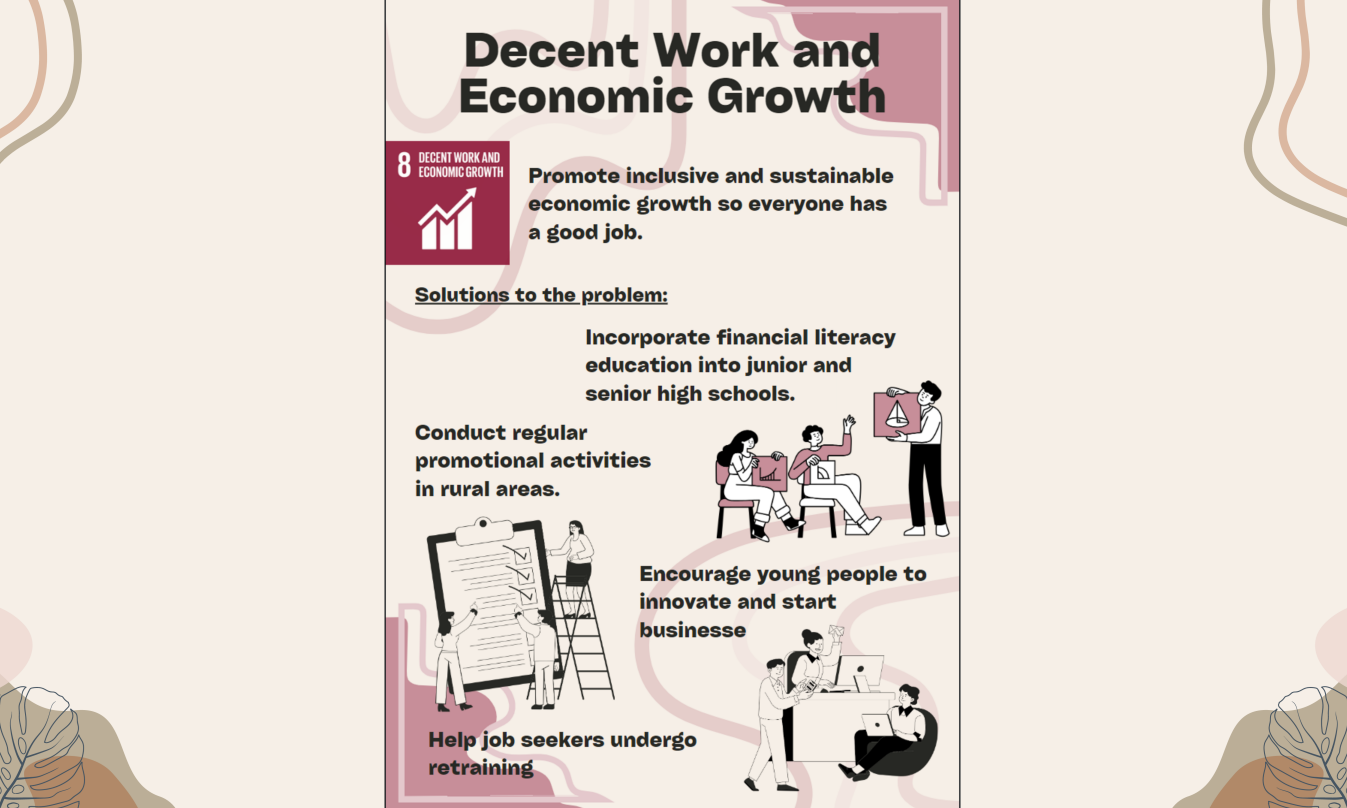 Decent Work and
Economic Growth
8 DECENT WORK AND
ECONOMIC GROWTH
Promote inclusive and sustainable
economic growth so everyone has
a good job.
Solutions to the problem:
Incorporate financial literacy
education into junior and
senior high schools.
Conduct regular
promotional activities
in rural areas.
Encourage young people to
innovate and start
businesse
Help job seekers undergo
retraining